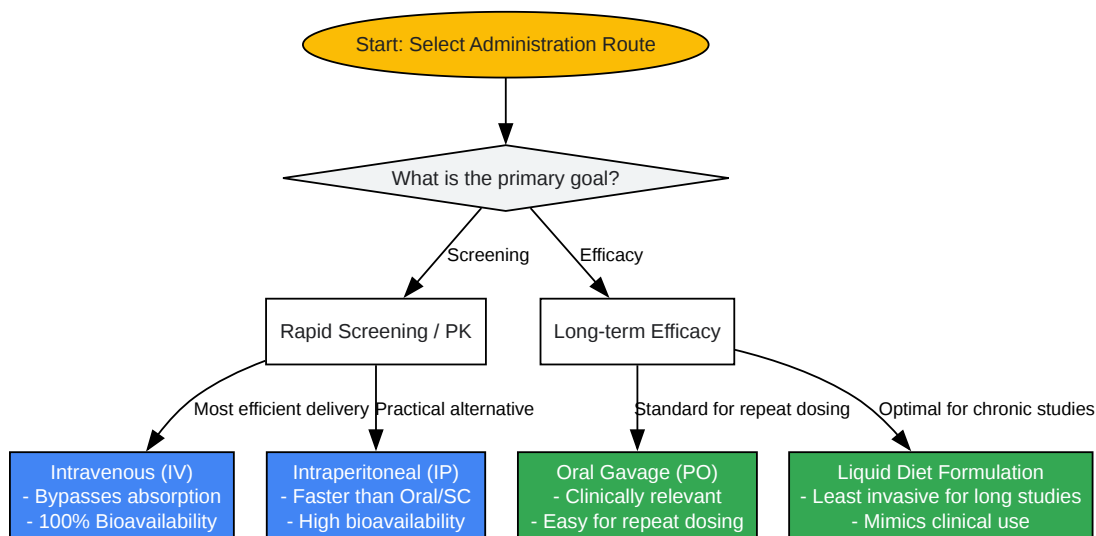 Start: Select Administration Route
What is the primary goal?
Screening
Efficacy
Rapid Screening / PK
Long-term Efficacy
Most efficient delivery
Practical alternative
Standard for repeat dosing
Optimal for chronic studies
Intravenous (IV)
- Bypasses absorption
- 100% Bioavailability
Intraperitoneal (IP)
- Faster than Oral/SC
- High bioavailability
Oral Gavage (PO)
- Clinically relevant
- Easy for repeat dosing
Liquid Diet Formulation
- Least invasive for long studies
- Mimics clinical use